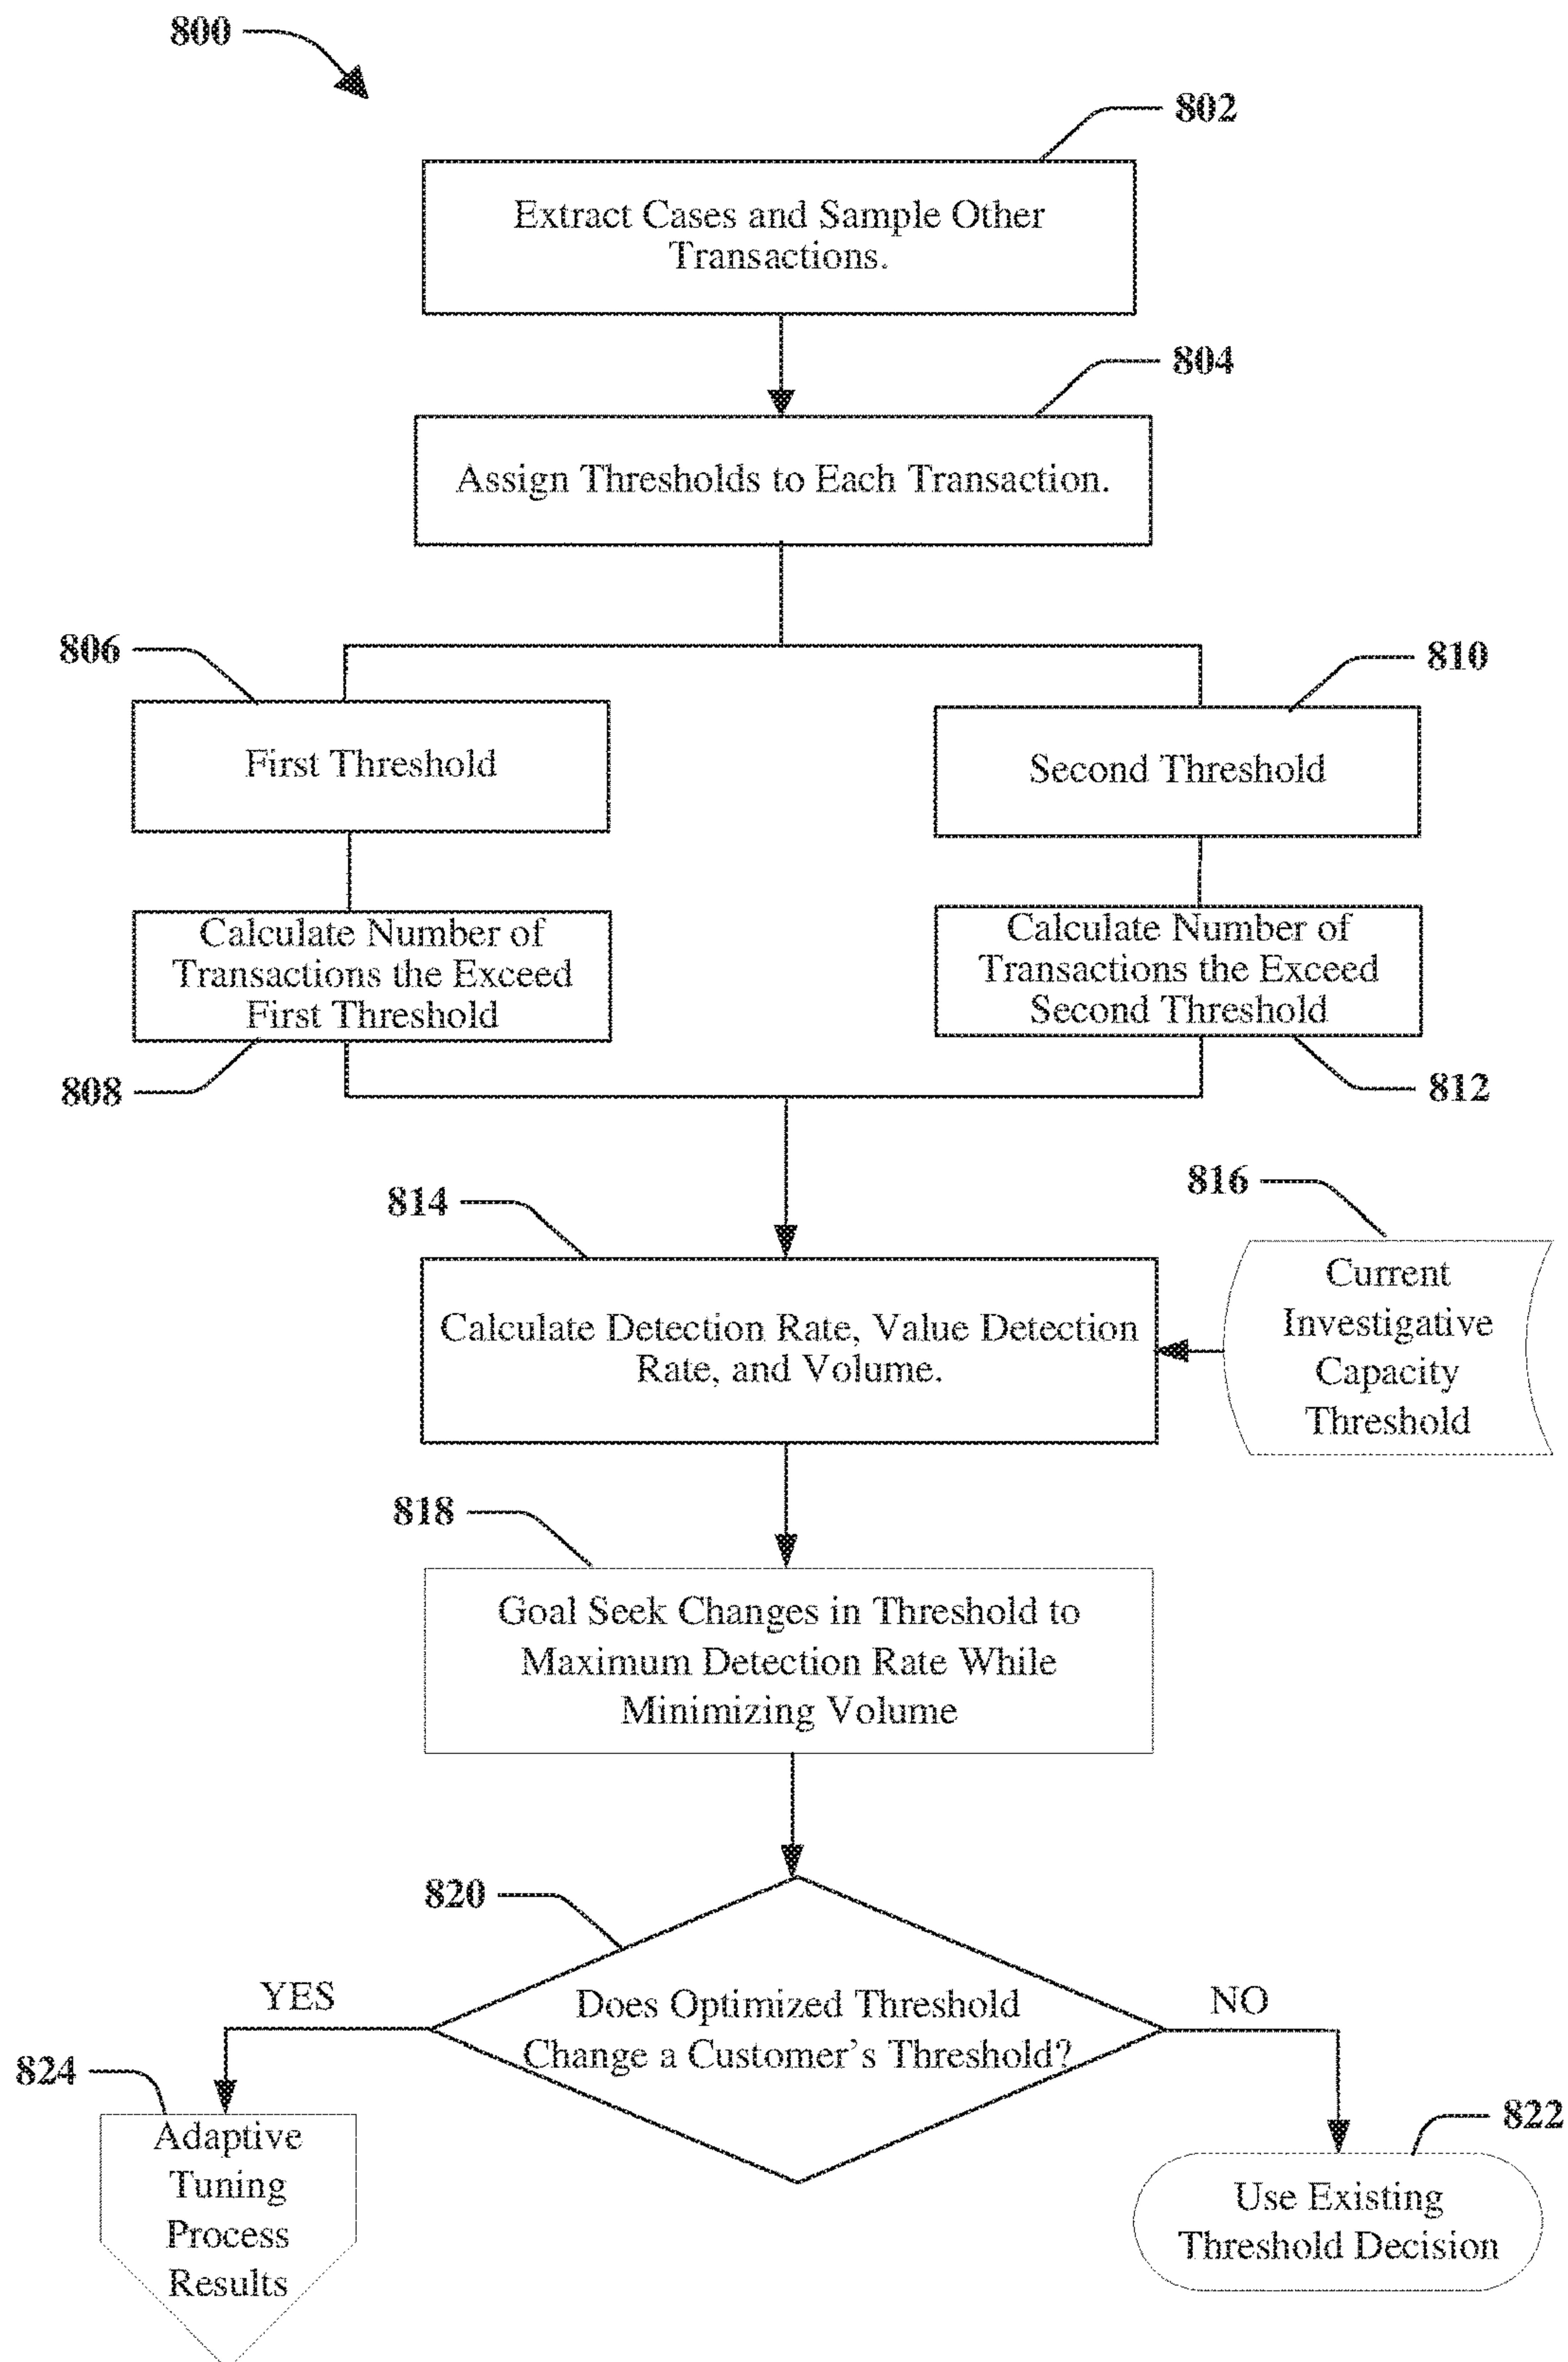 800
802
Extract Cases and Sample Other
Transactions.
804
Assign Thresholds to Each Transaction.
806
810
First Threshold
Second Threshold
Calculate Number of
Transactions the Exceed
First Threshold
Calculate Number of
Transactions the Exceed
Second Threshold
808
812
814
816
Calculate Detection Rate, Value Detection
Rate, and Volume.
Current
Investigative
Capacity
Threshold
818
Goal Seek Changes in Threshold to
Maximum Detection Rate While
Minimizing Volume
820
YES
NO
Does Optimized Threshold
Change a Customer's Threshold?
824
822
Adaptive
Tuning
Process
Results
Use Existing
Threshold Decision